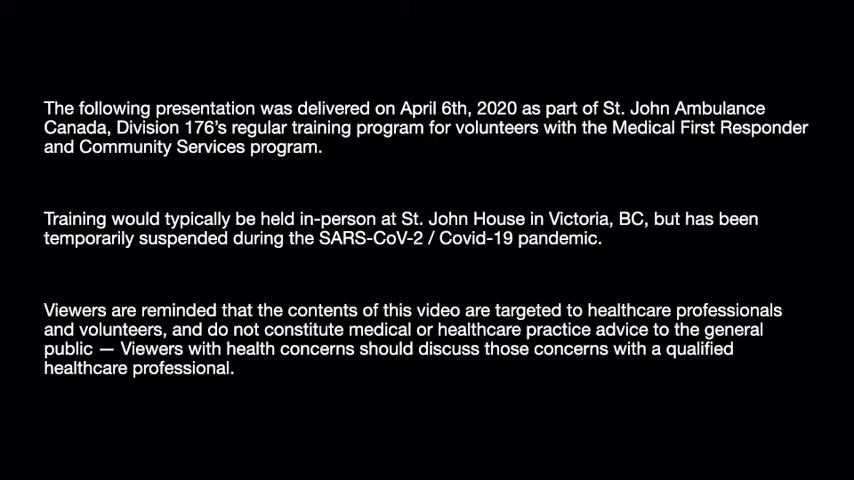 The following presentation was delivered on April 6th, 2020 as part of St. John Ambulance
Canada, Division 176’s regular training program for volunteers with the Medical First Responder
and Community Services program.
Training would typically be held in-person at St. John House in Victoria, BC, but has been
temporarily suspended during the SARS-CoV-2 / Covid-19 pandemic.
Viewers are reminded that the contents of this video are targeted to healthcare professionals
and volunteers, and do not constitute medical or healthcare practice advice to the general
public — Viewers with health concerns should discuss those concerns with a qualified
healthcare professional.